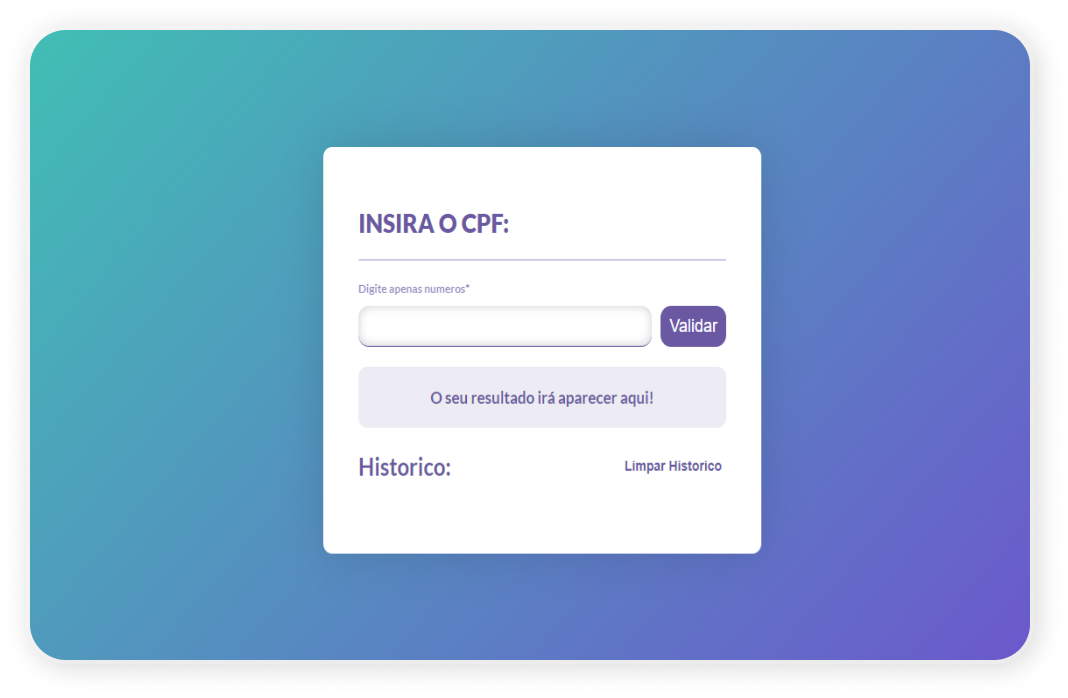 INSIRA O CPF:
Digite apenas numeros*
Validar
O seu resultado irá aparecer aqui!
Historico:
Limpar Historico